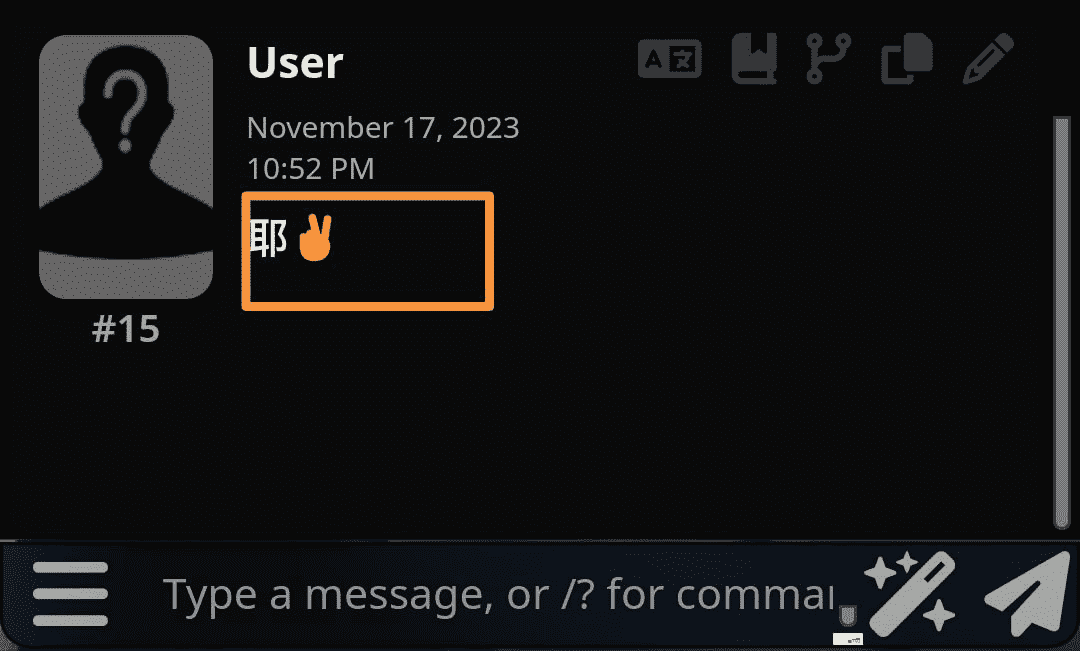 User
November 17, 2023
10:52 PM
耶✌
#15
Type a message, or /? for comma